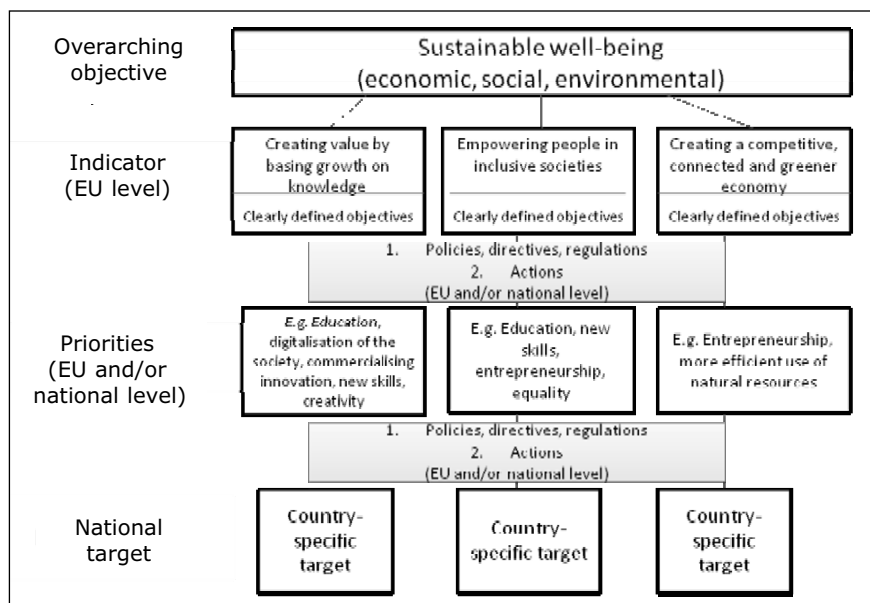 Overarching
objective
Sustainable well-being
(economic, social, environmental)
Indicator
(EU level)
Creating value by
basing growth on
knowledge
Clearly defined objectives
Empowering people in
inclusive societies
Clearly defined objectives
Creating a competitive,
connected and greener
economy
Clearly defined objectives
1. Policies, directives, regulations
2. Actions
(EU and/or national level)
Priorities
(EU and/or
national level)
E.g. Education,
digitalisation of the
society, commercialising
innovation, new skills,
creativity
E.g. Education, new
skills,
entrepreneurship,
equality
E.g. Entrepreneurship,
more efficient use of
natural resources
1. Policies, directives, regulations
2. Actions
(EU and/or national level)
National
target
Country-
specific
target
Country-
specific target
Country-
specific
target